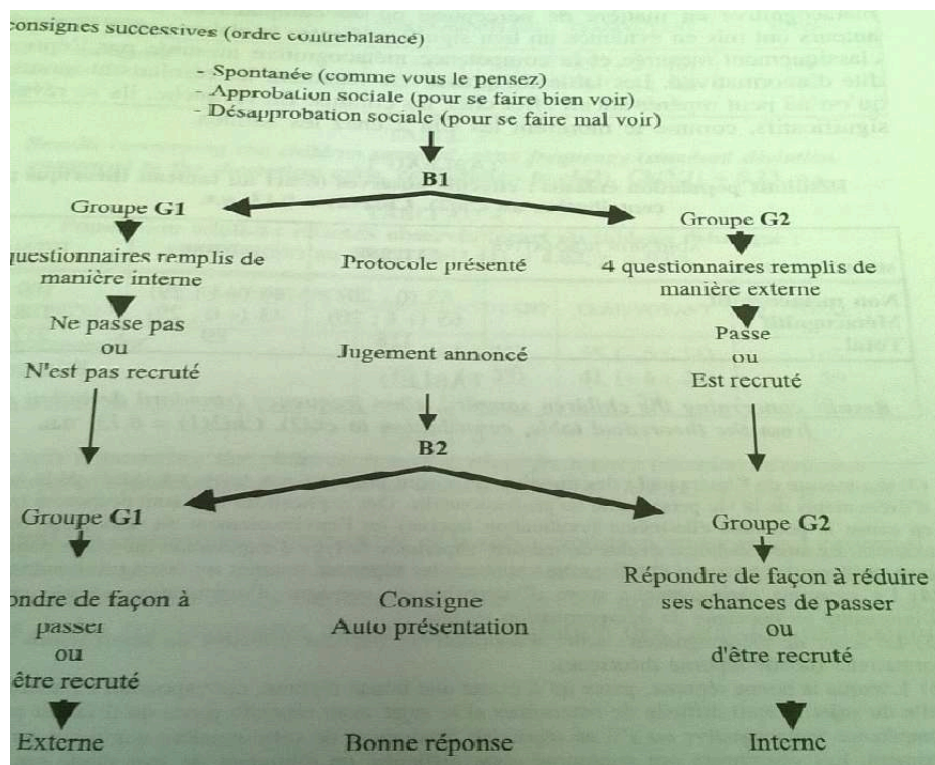 consignes successives (ordre contrebalancé)
- Spontanée (comme vous le pensez)
- Approbation sociale (pour se faire bien voir)
- Désapprobation sociale (pour se faire mal voir)
B1
Groupe G1
Groupe G2
questionnaires remplis de
manière interne
Protocole présenté
4 questionnaires remplis de
manière externe
Ne passe pas
ou
N'est pas recruté
Jugement annoncé
Passe
ou
Est recruté
B2
Groupe G1
Groupe G2
ondre de façon à
passer
ou
être recruté
Consigne
Auto présentation
Répondre de façon à réduire
ses chances de passer
ou
d'être recruté
Externe
Bonne réponse
Interne